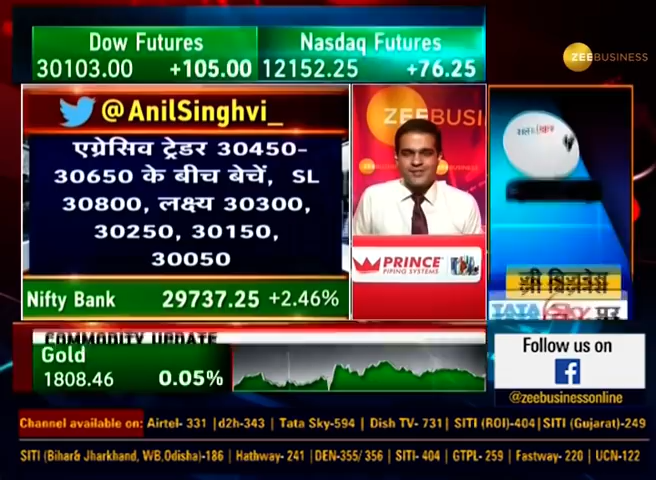 Dow Futures
30103.00 +105.00
Nasdaq Futures
12152.25 +76.25
ZEEBUSINESS
@AnilSinghvi_
एग्रेसिव ट्रेडर 30450-
30650 के बीच बेचें, SL
30800, लक्ष्य 30300,
30250, 30150,
30050
Nifty Bank 29737.25 +2.46%
ZEEBUSI
PRINCE
PIPING SYSTEMS
ज़ी बिज़नेस
TATA Sky पर
COMMODITY UPDATE
Gold
1808.46 0.05%
Follow us on
@zeebusinessonline
Channel available on: Airtel- 331 | d2h-343 | Tata Sky-594 | Dish TV- 731 | SITI (ROI)-404 | SITI (Gujarat)-249
SITI (Bihar& Jharkhand, WB,Odisha)-186 | Hathway- 241 |DEN-355/ 356 | SITI- 404 | GTPL- 259 | Fastway- 220 | UCN-122